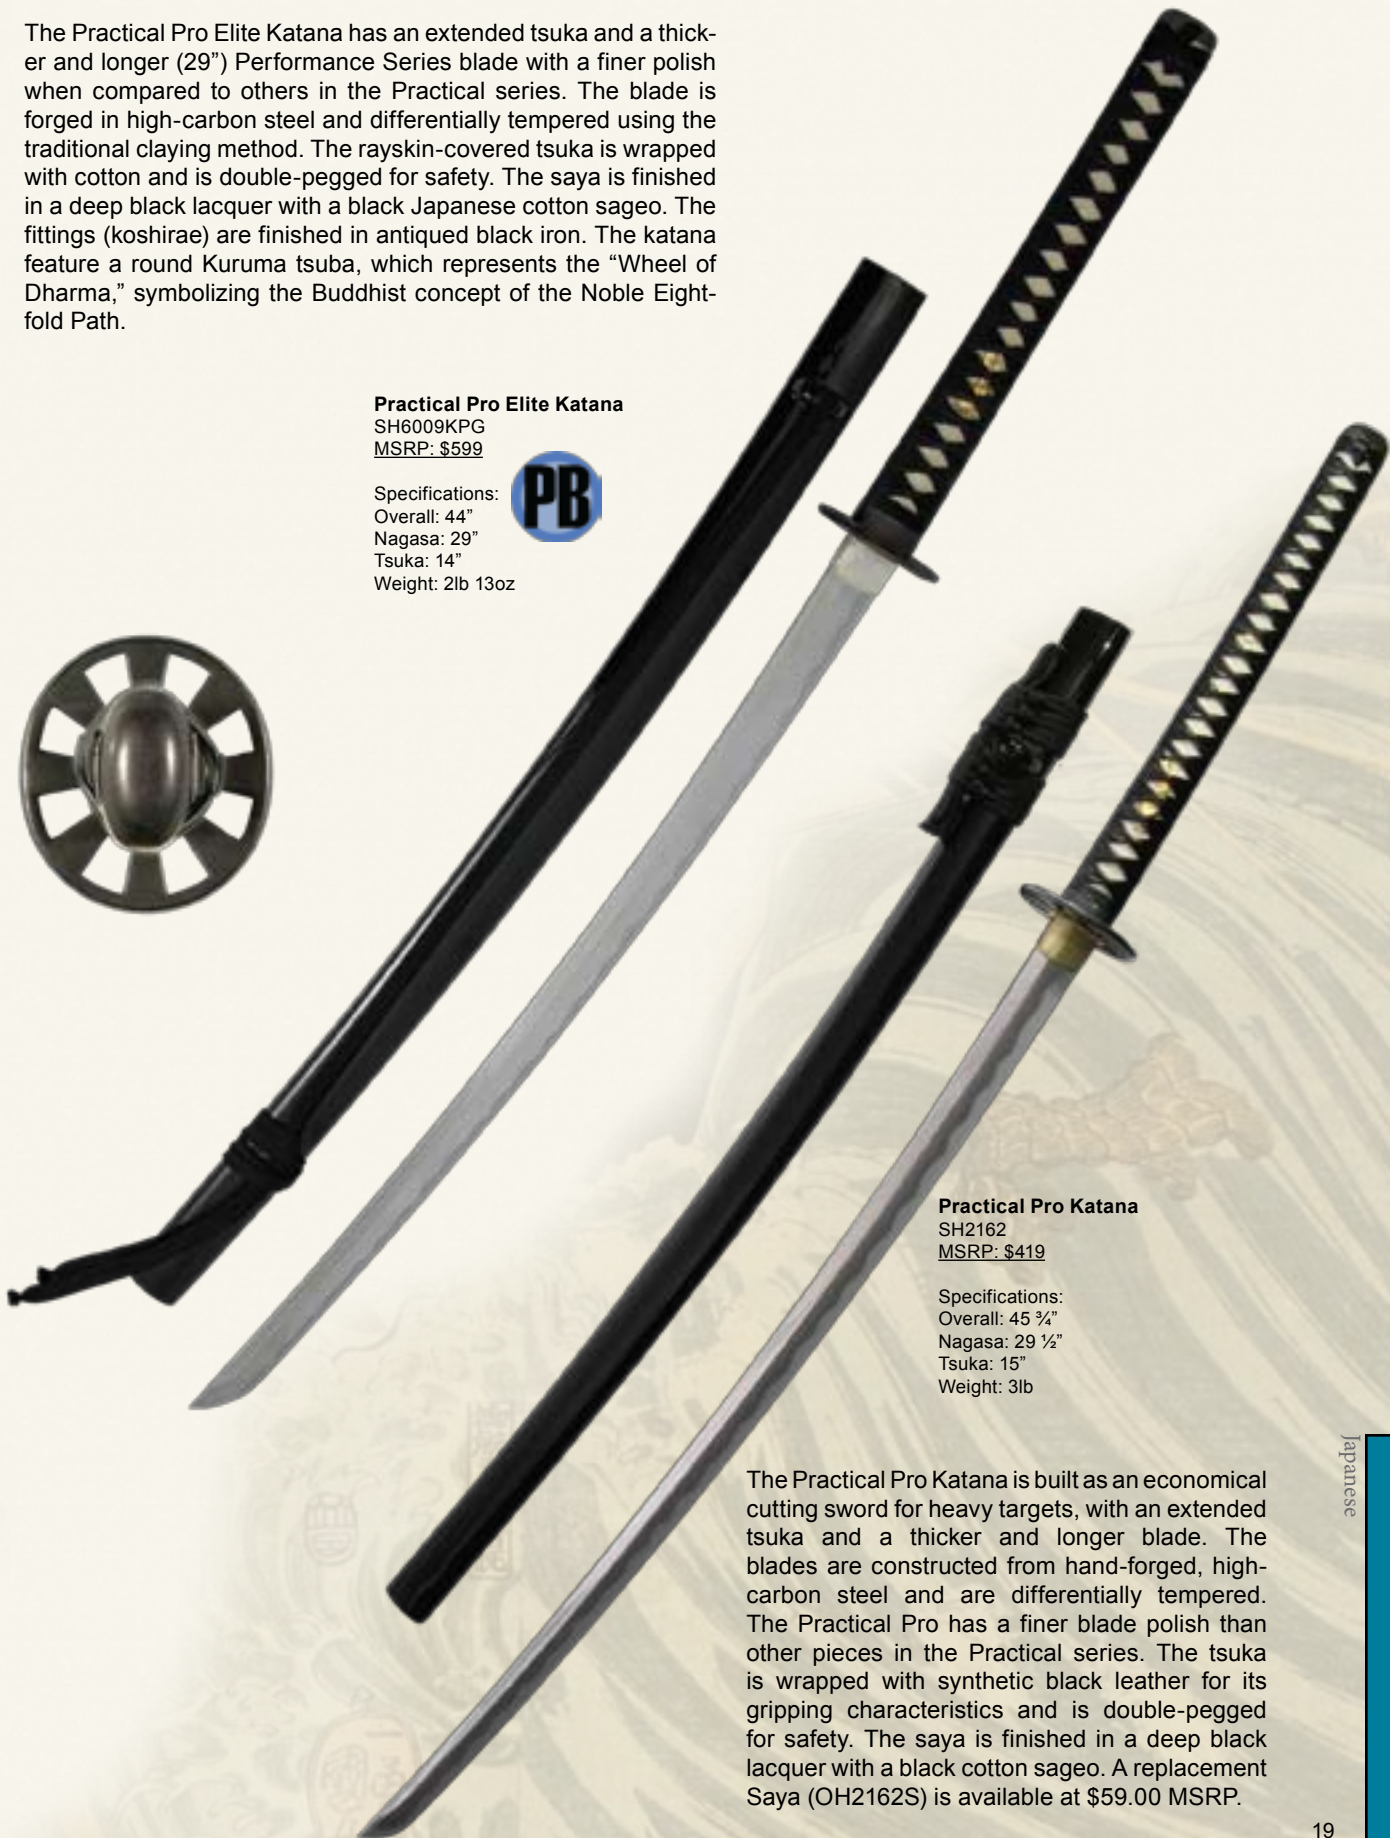 The Practical Pro Elite Katana has an extended tsuka and a thick-
er and longer (29”) Performance Series blade with a finer polish
when compared to others in the Practical series. The blade is
forged in high-carbon steel and differentially tempered using the
traditional claying method. The rayskin-covered tsuka is wrapped
with cotton and is double-pegged for safety. The saya is finished
in a deep black lacquer with a black Japanese cotton sageo. The
fittings (koshirae) are finished in antiqued black iron. The katana
feature a round Kuruma tsuba, which represents the “Wheel of
Dharma,” symbolizing the Buddhist concept of the Noble Eight-
fold Path.
Practical Pro Elite Katana
SH6009KPG
MSRP: $599
PB
Specifications:
Overall: 44”
Nagasa: 29”
Tsuka: 14”
Weight: 2lb 13oz
Practical Pro Katana
SH2162
MSRP: $419
Specifications:
Overall: 45 ¾”
Nagasa: 29 ½”
Tsuka: 15”
Weight: 3lb
Japanese
The Practical Pro Katana is built as an economical
cutting sword for heavy targets, with an extended
tsuka and a thicker and longer blade. The
blades are constructed from hand-forged, high-
carbon steel and are differentially tempered.
The Practical Pro has a finer blade polish than
other pieces in the Practical series. The tsuka
is wrapped with synthetic black leather for its
gripping characteristics and is double-pegged
for safety. The saya is finished in a deep black
lacquer with a black cotton sageo. A replacement
Saya (OH2162S) is available at $59.00 MSRP.
19